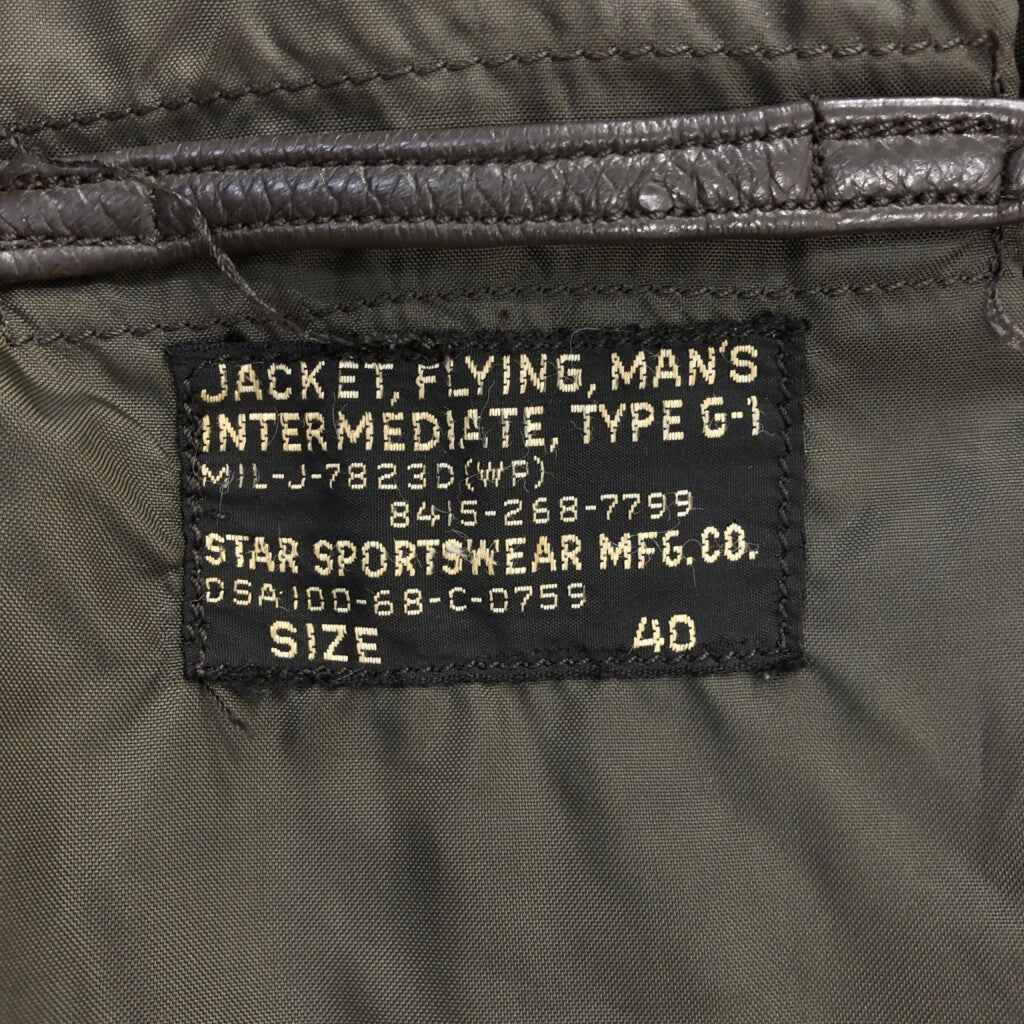 JACKET, FLYING, MAN'S
INTERMEDIATE, TYPE G-1
MIL-J-7823D(WP)
8415-268-7799
STAR SPORTSWEAR MFG.CO.
DSA100-68-C-0759
SIZE 40